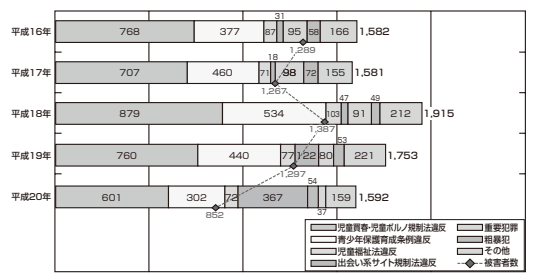 31
平成16年 768 377 87 95 58 166 1,582
1,289
18
平成17年 707 460 71 98 72 155 1,581
1,267
47 49
平成18年 879 534 103 91 212 1,915
1,387
53
平成19年 760 440 77 122 80 221 1,753
1,297
54
平成20年 601 302 72 367 159 1,592
37
852
児童買春・児童ポルノ規制法違反 重要犯罪
青少年保護育成条例違反 粗暴犯
児童福祉法違反 その他
出会い系サイト規制法違反 被害者数